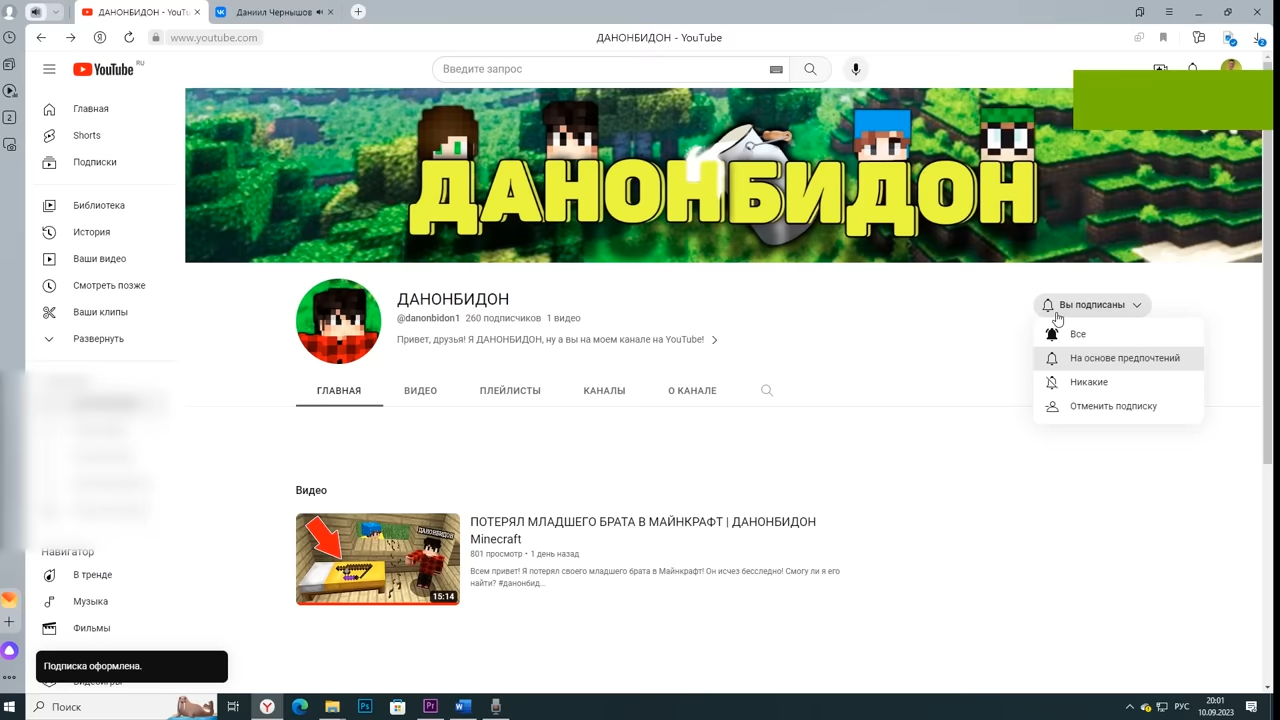 ДАНОНБИДОН - YouTu
Даниил Чернышов
www.youtube.com
ДАНОНБИДОН - YouTube
YouTube RU
Введите запрос
Главная
Shorts
Подписки
Библиотека
История
Ваши видео
Смотреть позже
Ваши клипы
Развернуть
Навигатор
В тренде
Музыка
Фильмы
Видеоигры
Подписка оформлена.
ДАНОНБИДОН
ДАНОНБИДОН
@danonbidon1 260 подписчиков 1 видео
Привет, друзья! Я ДАНОНБИДОН, ну а вы на моем канале на YouTube!
Вы подписаны
Все
На основе предпочтений
Никакие
Отменить подписку
ГЛАВНАЯ ВИДЕО ПЛЕЙЛИСТЫ КАНАЛЫ О КАНАЛЕ
Видео
ДАНОНБИДОН
15:14
ПОТЕРЯЛ МЛАДШЕГО БРАТА В МАЙНКРАФТ | ДАНОНБИДОН
Minecraft
801 просмотр • 1 день назад
Всем привет! Я потерял своего младшего брата в Майнкрафт! Он исчез бесследно! Смогу ли я его
найти? #данонбид...
Поиск
РУС
20:01
10.09.2023